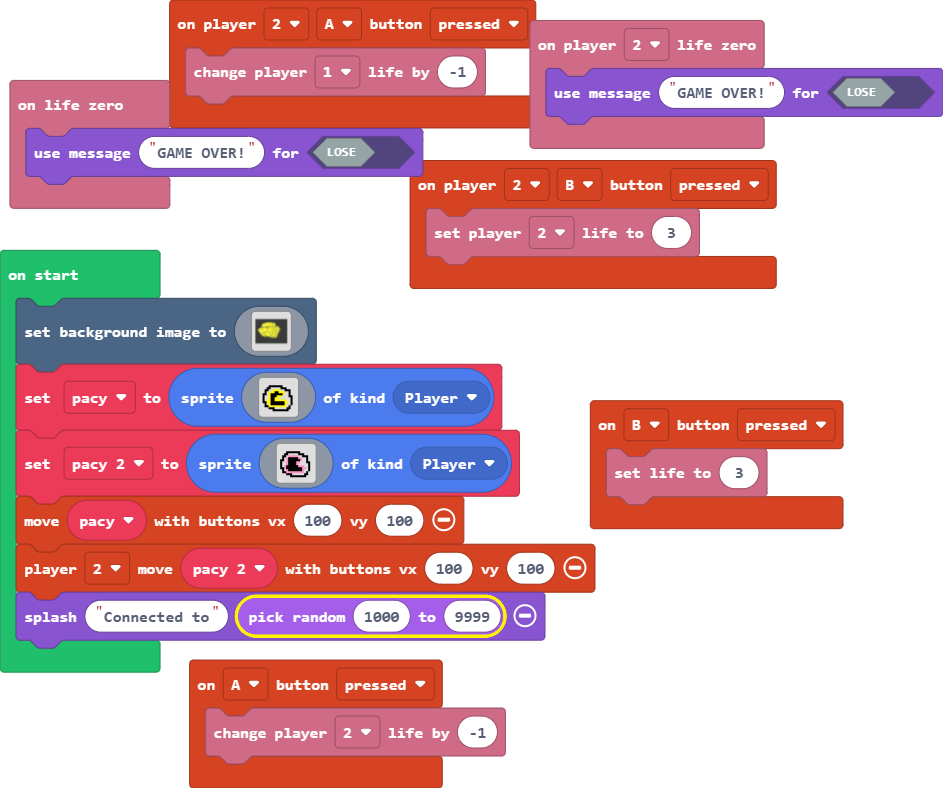 on player 2 A button pressed
change player 1 life by -1
on player 2 life zero
use message "GAME OVER!" for LOSE
on life zero
use message "GAME OVER!" for LOSE
on player 2 B button pressed
set player 2 life to 3
on start
set background image to
set pacy to sprite of kind Player
set pacy 2 to sprite of kind Player
move pacy with buttons vx 100 vy 100
player 2 move pacy 2 with buttons vx 100 vy 100
splash "Connected to" pick random 1000 to 9999
on B button pressed
set life to 3
on A button pressed
change player 2 life by -1